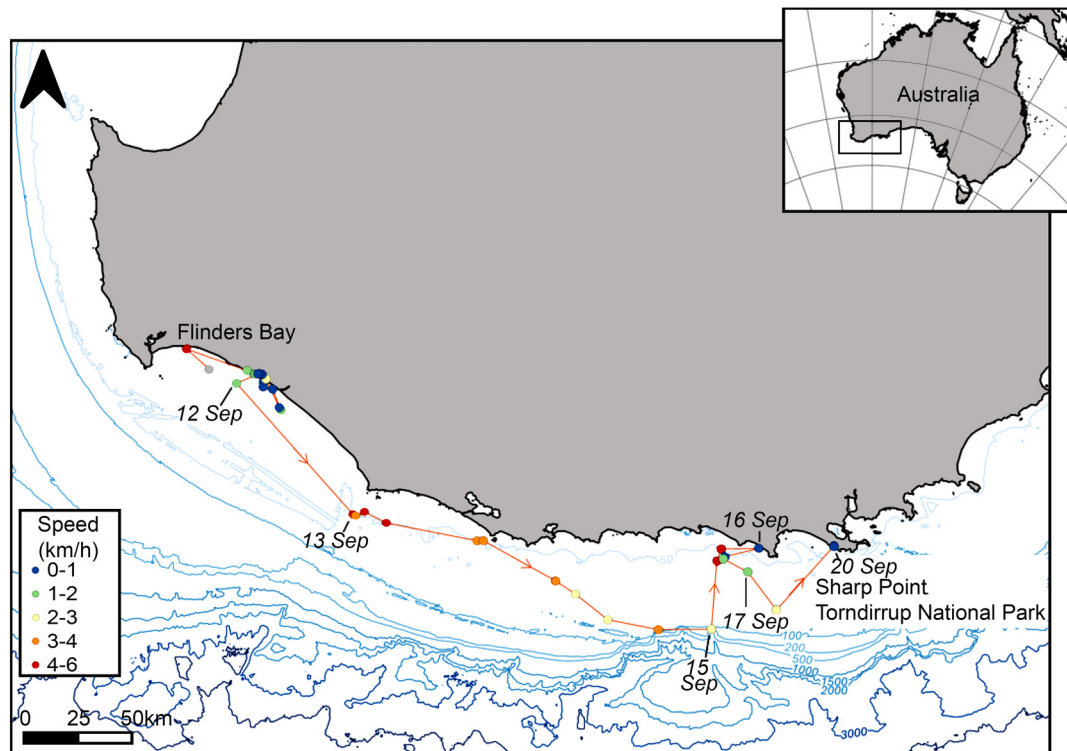 Australia
Flinders Bay
12 Sep
13 Sep
16 Sep
20 Sep
Sharp Point
17 Sep
Torndirrup National Park
15
Sep
50
100
200
500
1000
1500
2000
3000
Speed
(km/h)
0-1
1-2
2-3
3-4
4-6
0 25 50km